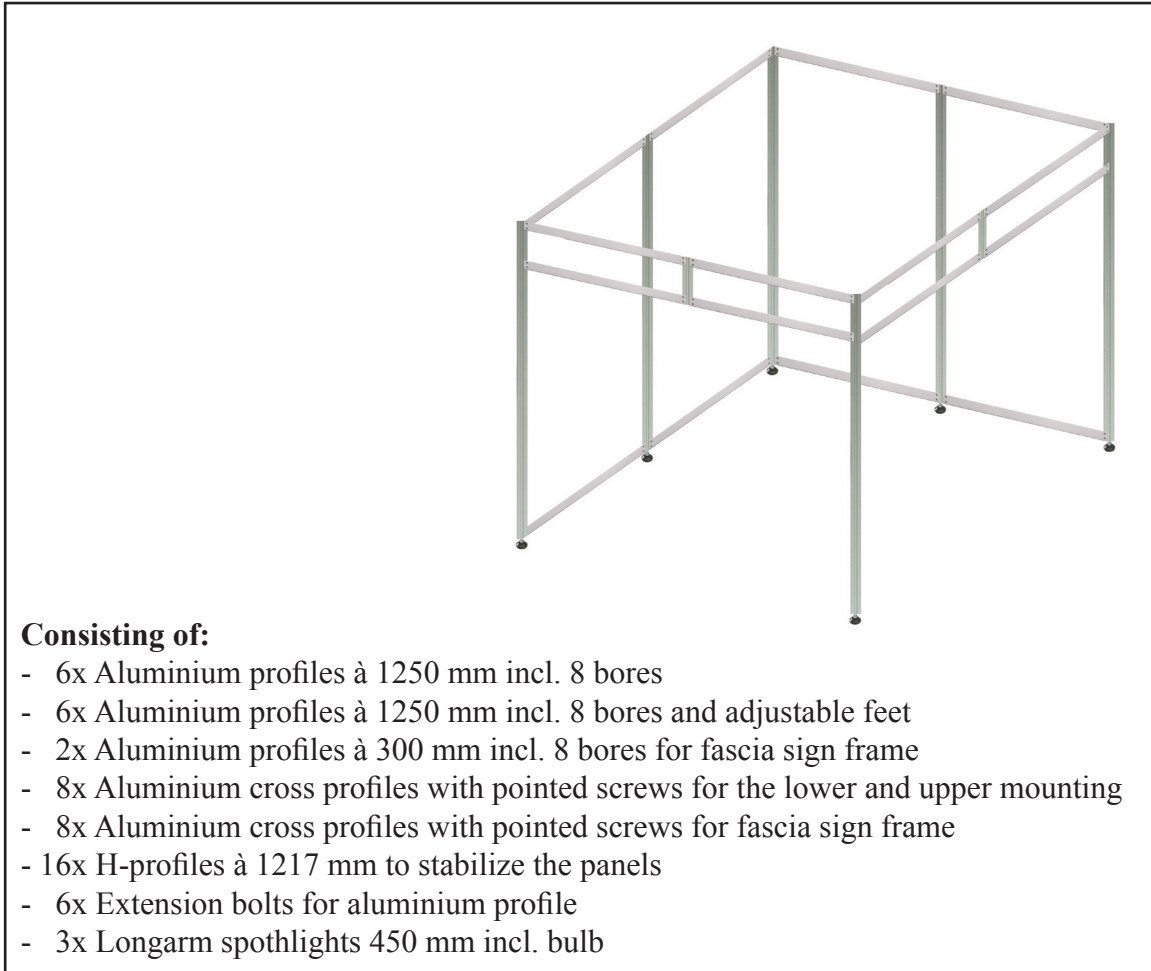 Consisting of:
- 6x Aluminium profiles à 1250 mm incl. 8 bores
- 6x Aluminium profiles à 1250 mm incl. 8 bores and adjustable feet
- 2x Aluminium profiles à 300 mm incl. 8 bores for fascia sign frame
- 8x Aluminium cross profiles with pointed screws for the lower and upper mounting
- 8x Aluminium cross profiles with pointed screws for fascia sign frame
- 16x H-profiles à 1217 mm to stabilize the panels
- 6x Extension bolts for aluminium profile
- 3x Longarm spothlights 450 mm incl. bulb